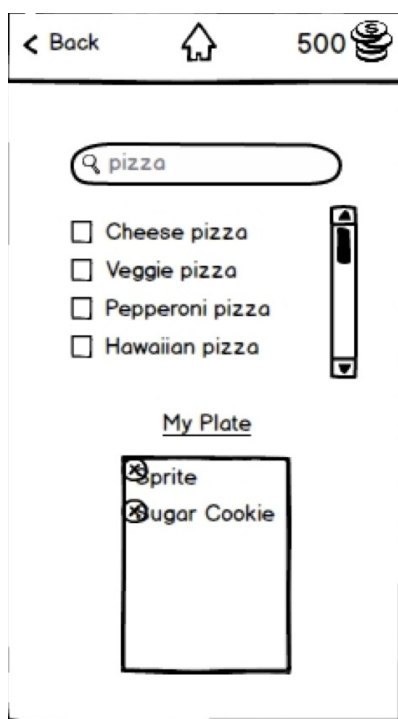 < Back 500
pizza
Cheese pizza
Veggie pizza
Pepperoni pizza
Hawaiian pizza
My Plate
Sprite
Sugar Cookie